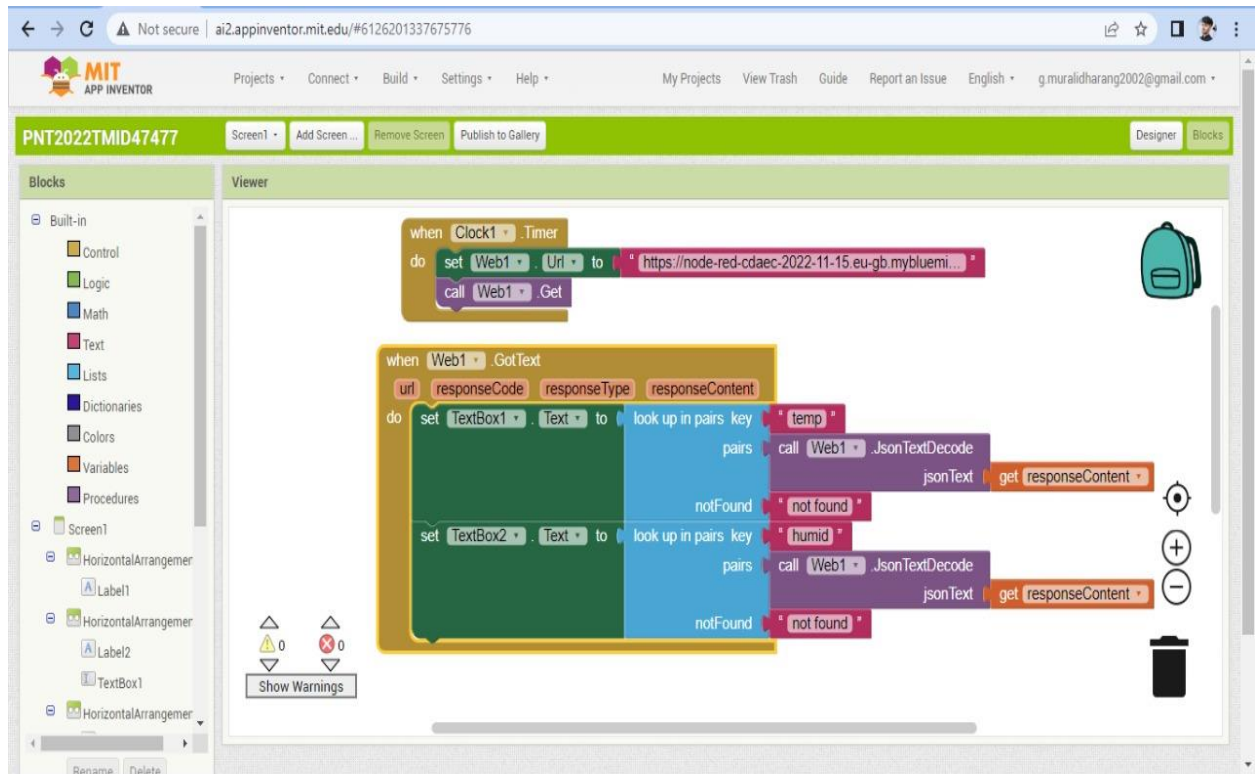 Not secure | ai2.appinventor.mit.edu/#6126201337675776
MIT
APP INVENTOR
Projects Connect Build Settings Help My Projects View Trash Guide Report an Issue English g.muralidharang2002@gmail.com
PNT2022TMID47477 Screen1 Add Screen ... Remove Screen Publish to Gallery Designer Blocks
Blocks
Viewer
Built-in
Control
Logic
Math
Text
Lists
Dictionaries
Colors
Variables
Procedures
Screen1
HorizontalArrangemer
Label1
HorizontalArrangemer
Label2
TextBox1
HorizontalArrangemer
Rename Delete
when Clock1 .Timer
do set Web1 . Url to " https://node-red-cdaec-2022-11-15.eu-gb.mybluemi... "
call Web1 .Get
when Web1 .GotText
url responseCode responseType responseContent
do set TextBox1 . Text to look up in pairs key " temp "
pairs call Web1 .JsonTextDecode
jsonText get responseContent
notFound " not found "
set TextBox2 . Text to look up in pairs key " humid "
pairs call Web1 .JsonTextDecode
jsonText get responseContent
notFound " not found "
0 0
Show Warnings